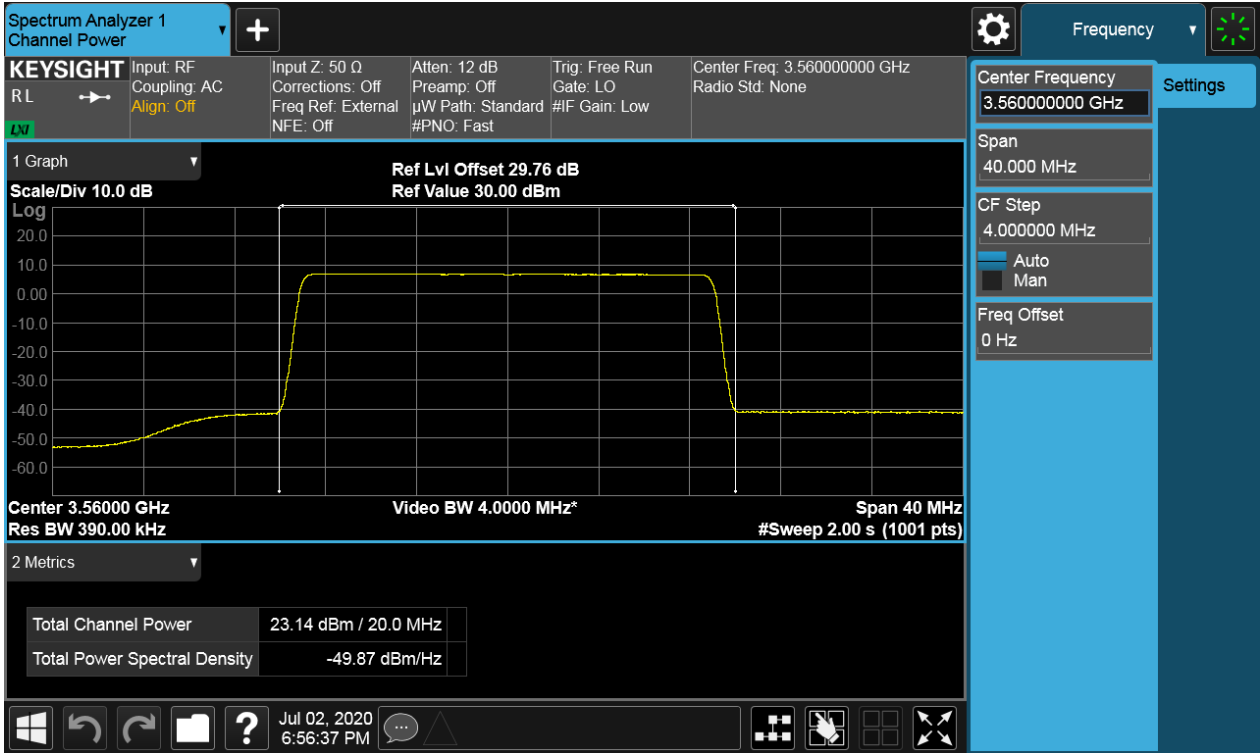 Spectrum Analyzer 1
Channel Power
+
Frequency
KEYSIGHT
RL
LXI
Input: RF
Coupling: AC
Align: Off
Input Z: 50 Ω
Corrections: Off
Freq Ref: External
NFE: Off
Atten: 12 dB
Preamp: Off
µW Path: Standard
#PNO: Fast
Trig: Free Run
Gate: LO
#IF Gain: Low
Center Freq: 3.560000000 GHz
Radio Std: None
1 Graph
Scale/Div 10.0 dB
Ref Lvl Offset 29.76 dB
Ref Value 30.00 dBm
Log
20.0
10.0
0.00
-10.0
-20.0
-30.0
-40.0
-50.0
-60.0
Center 3.56000 GHz
Video BW 4.0000 MHz*
Span 40 MHz
Res BW 390.00 kHz
#Sweep 2.00 s (1001 pts)
2 Metrics
Total Channel Power 23.14 dBm / 20.0 MHz
Total Power Spectral Density -49.87 dBm/Hz
?
Jul 02, 2020
6:56:37 PM
Center Frequency
3.560000000 GHz
Span
40.000 MHz
CF Step
4.000000 MHz
Auto
Man
Freq Offset
0 Hz
Settings